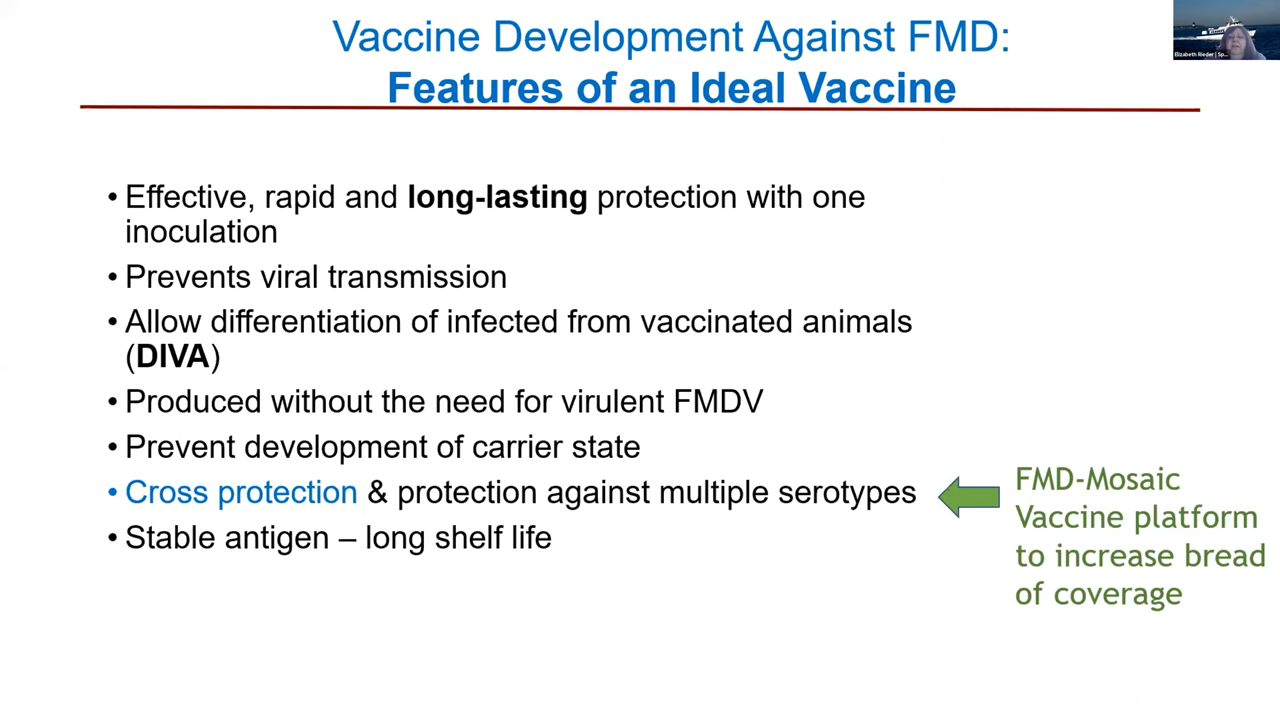 Vaccine Development Against FMD:
Features of an Ideal Vaccine
Elizabeth Rieder | Sp...
• Effective, rapid and long-lasting protection with one
inoculation
• Prevents viral transmission
• Allow differentiation of infected from vaccinated animals
(DIVA)
• Produced without the need for virulent FMDV
• Prevent development of carrier state
• Cross protection & protection against multiple serotypes
• Stable antigen – long shelf life
FMD-Mosaic
Vaccine platform
to increase bread
of coverage